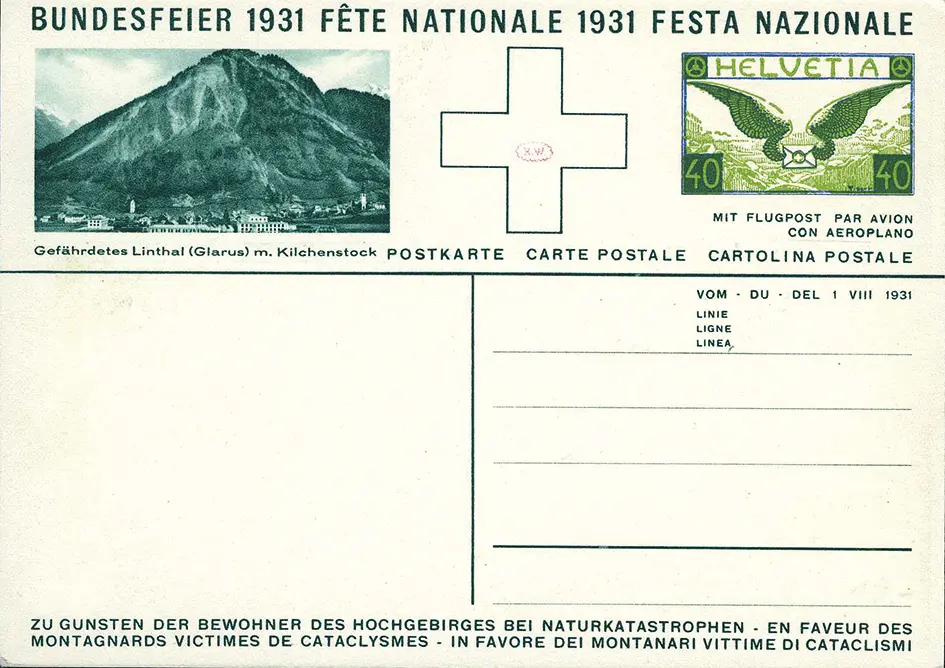 BUNDESFEIER 1931 FÊTE NATIONALE 1931 FESTA NAZIONALE
HELVETIA
40 40
K.W
MIT FLUGPOST PAR AVION
CON AEROPLANO
Gefährdetes Linthal (Glarus) m. Kilchenstock
POSTKARTE CARTE POSTALE CARTOLINA POSTALE
VOM - DU - DEL 1 VIII 1931
LINIE
LIGNE
LINEA
ZU GUNSTEN DER BEWOHNER DES HOCHGEBIRGES BEI NATURKATASTROPHEN - EN FAVEUR DES
MONTAGNARDS VICTIMES DE CATACLYSMES - IN FAVORE DEI MONTANARI VITTIME DI CATACLISMI